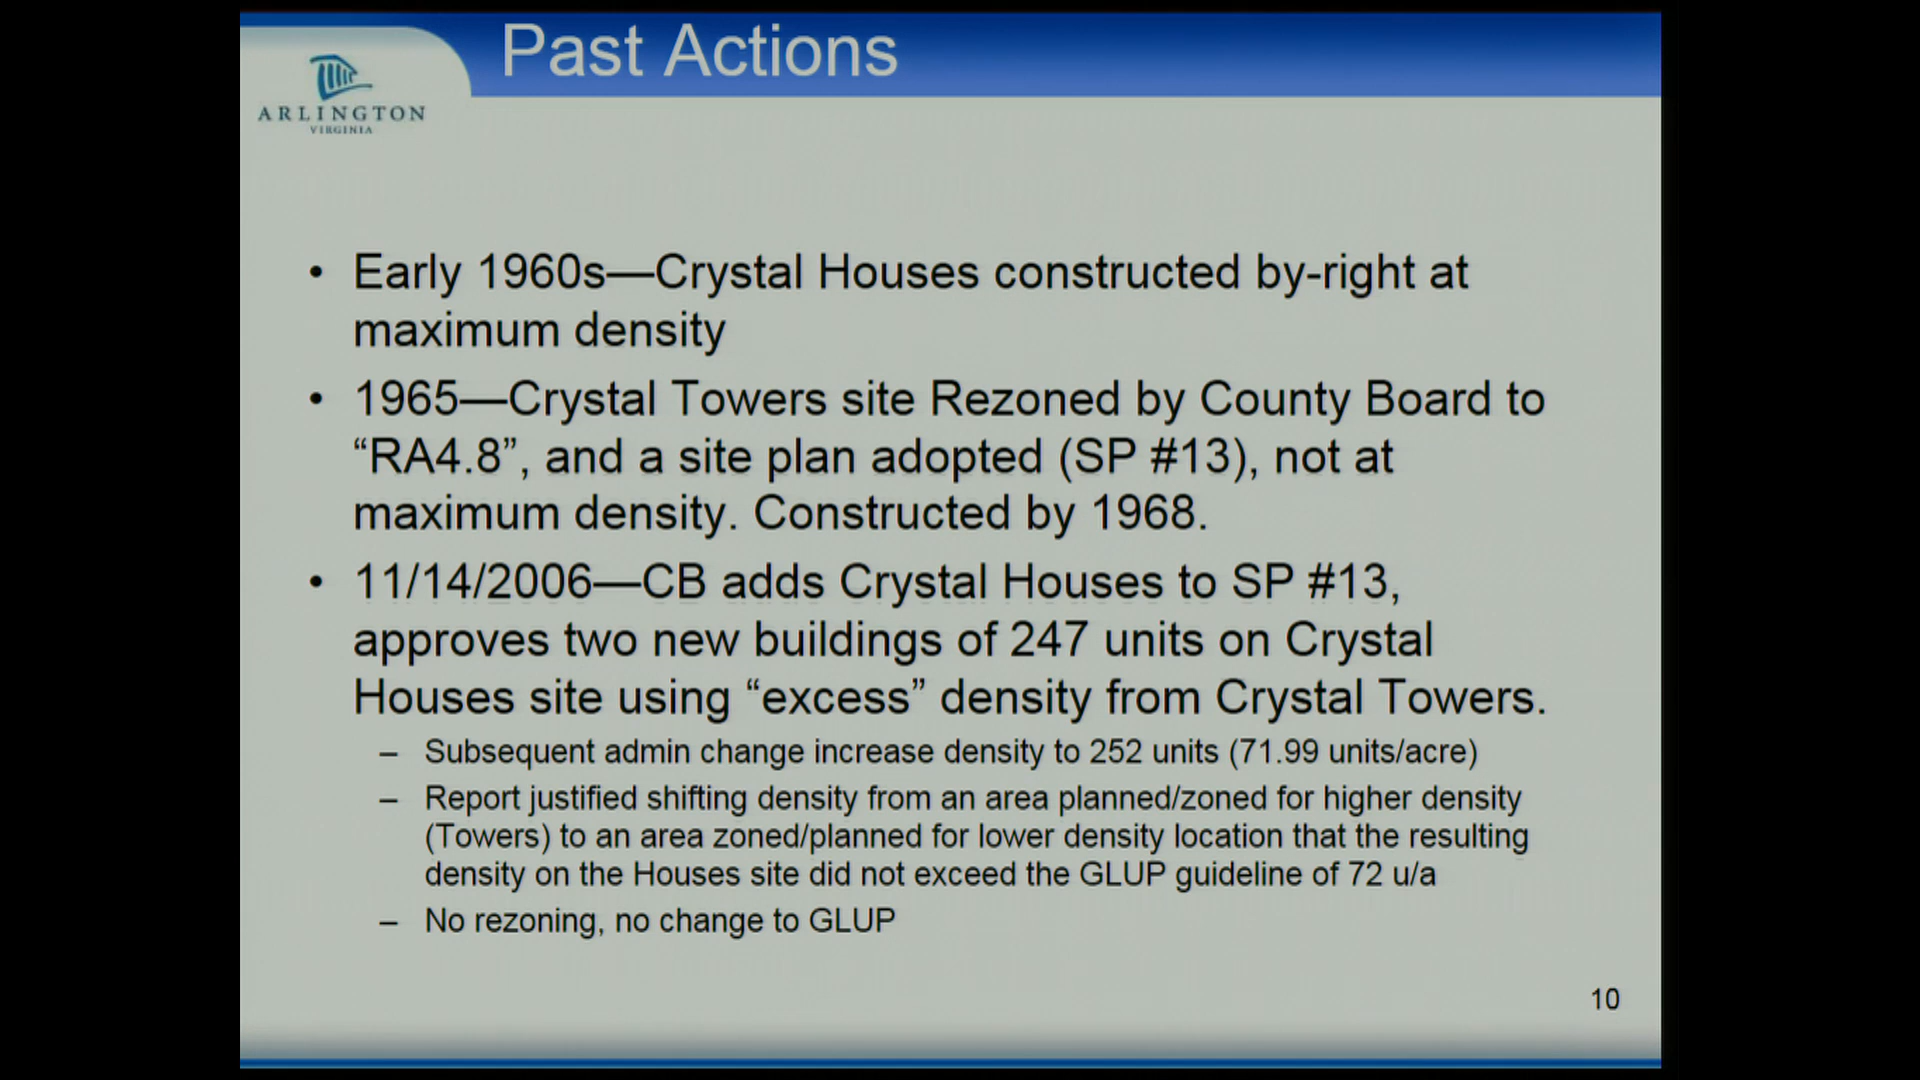 Past Actions
ARLINGTON
VIRGINIA
• Early 1960s—Crystal Houses constructed by-right at
maximum density
• 1965—Crystal Towers site Rezoned by County Board to
“RA4.8”, and a site plan adopted (SP #13), not at
maximum density. Constructed by 1968.
• 11/14/2006—CB adds Crystal Houses to SP #13,
approves two new buildings of 247 units on Crystal
Houses site using “excess” density from Crystal Towers.
– Subsequent admin change increase density to 252 units (71.99 units/acre)
– Report justified shifting density from an area planned/zoned for higher density
(Towers) to an area zoned/planned for lower density location that the resulting
density on the Houses site did not exceed the GLUP guideline of 72 u/a
– No rezoning, no change to GLUP
10